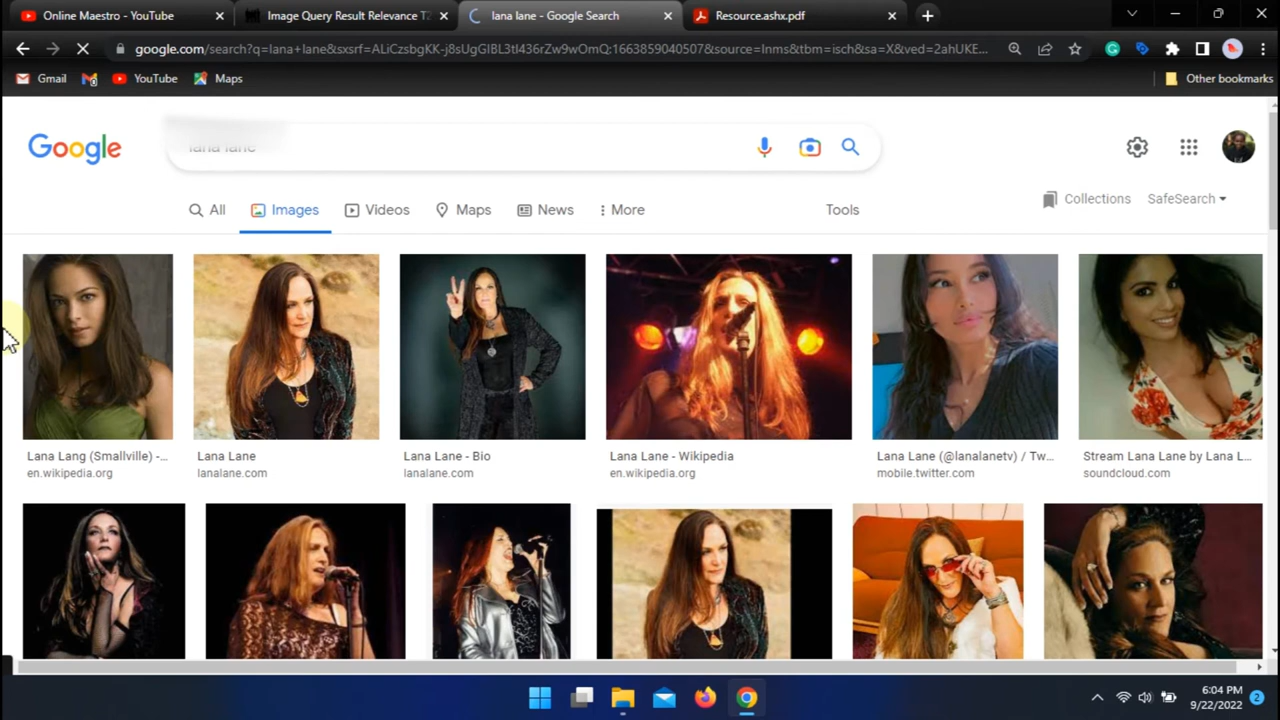 Online Maestro - YouTube
Image Query Result Relevance T
lana lane - Google Search
Resource.ashx.pdf
google.com/search?q=lana+lane&sxsrf=ALiCzsbgKK-j8sUgGIBL3tI436rZw9wOmQ:1663859040507&source=lnms&tbm=isch&sa=X&ved=2ahUKE...
Gmail
YouTube
Maps
Other bookmarks
Google
lana lane
All
Images
Videos
Maps
News
More
Tools
Collections
SafeSearch
Lana Lang (Smallville) -...
en.wikipedia.org
Lana Lane
lanalane.com
Lana Lane - Bio
lanalane.com
Lana Lane - Wikipedia
en.wikipedia.org
Lana Lane (@lanalanetv) / Tw...
mobile.twitter.com
Stream Lana Lane by Lana L...
soundcloud.com
6:04 PM
9/22/2022
2